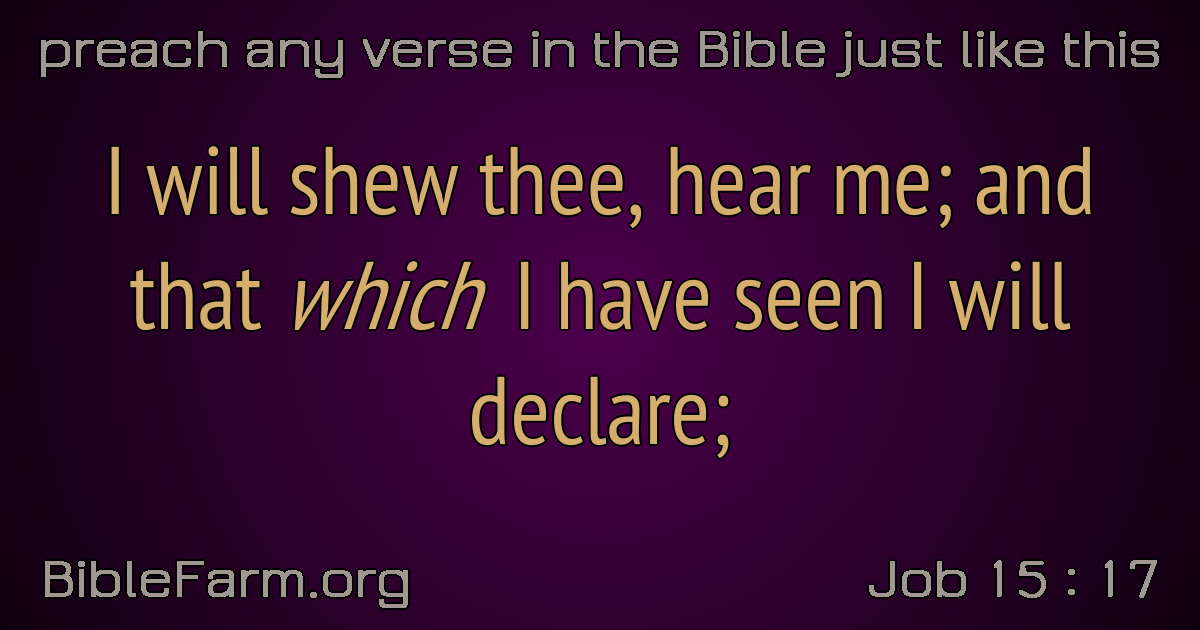 preach any verse in the Bible just like this
I will shew thee, hear me; and
that which I have seen I will
declare;
BibleFarm.org
Job 15 : 17